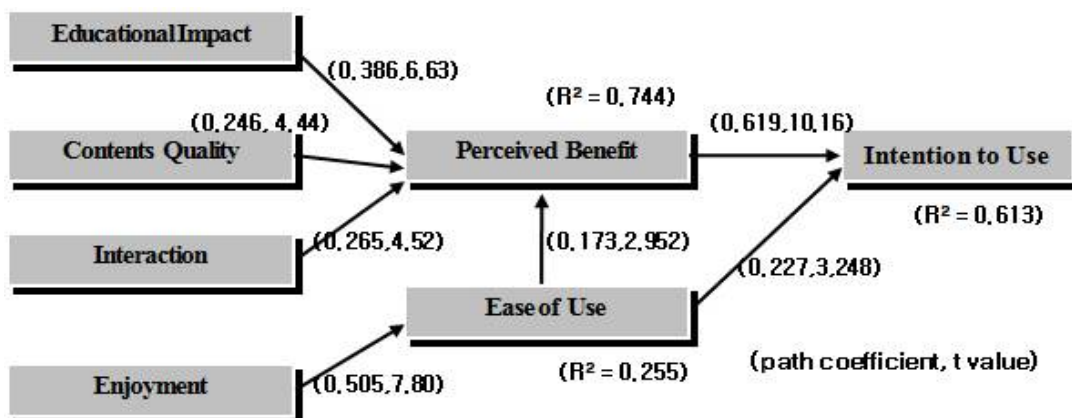 Educational Impact
(0.386,6.63)
(R² = 0.744)
(0.246, 4.44)
(0.619,10.16)
Contents Quality
Perceived Benefit
Intention to Use
(R² = 0.613)
(0.265,4.52)
(0.173,2.952)
Interaction
(0.227,3,248)
Ease of Use
(R² = 0.255)
(path coefficient, t value)
Enjoyment
(0.505,7.80)